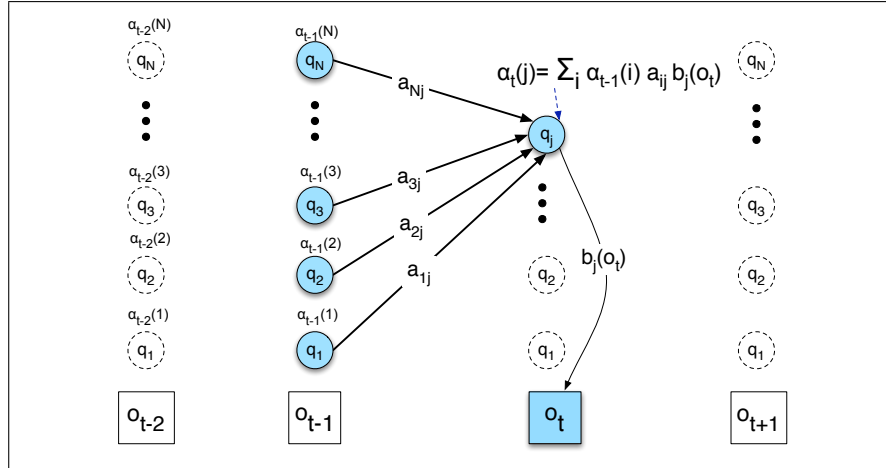 αt-2(N) αt-1(N)
qN qN αt(j)= Σi αt-1(i) aij bj(ot) qN
aNj
qj
αt-2(3) αt-1(3) a3j
q3 q3 q3
αt-2(2) αt-1(2) a2j
q2 q2 a1j q2 bj(ot) q2
αt-2(1) αt-1(1)
q1 q1 q1 q1
ot-2 ot-1 ot ot+1